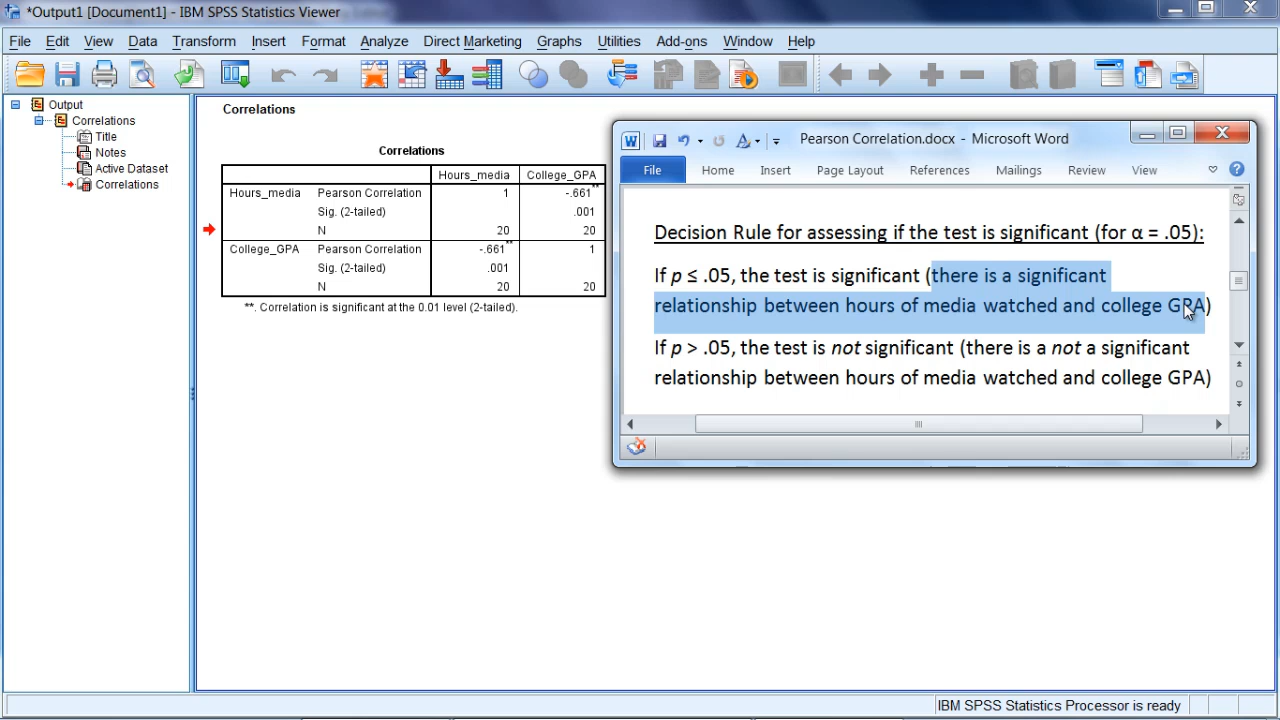 *Output1 [Document1] - IBM SPSS Statistics Viewer
File Edit View Data Transform Insert Format Analyze Direct Marketing Graphs Utilities Add-ons Window Help
Output
Correlations
Title
Notes
Active Dataset
Correlations
Correlations
Correlations
Hours_media College_GPA
Hours_media Pearson Correlation 1 -.661**
Sig. (2-tailed) .001
N 20 20
College_GPA Pearson Correlation -.661** 1
Sig. (2-tailed) .001
N 20 20
**. Correlation is significant at the 0.01 level (2-tailed).
Pearson Correlation.docx - Microsoft Word
File Home Insert Page Layout References Mailings Review View
Decision Rule for assessing if the test is significant (for α = .05):
If p ≤ .05, the test is significant (there is a significant
relationship between hours of media watched and college GPA)
If p > .05, the test is not significant (there is a not a significant
relationship between hours of media watched and college GPA)
IBM SPSS Statistics Processor is ready